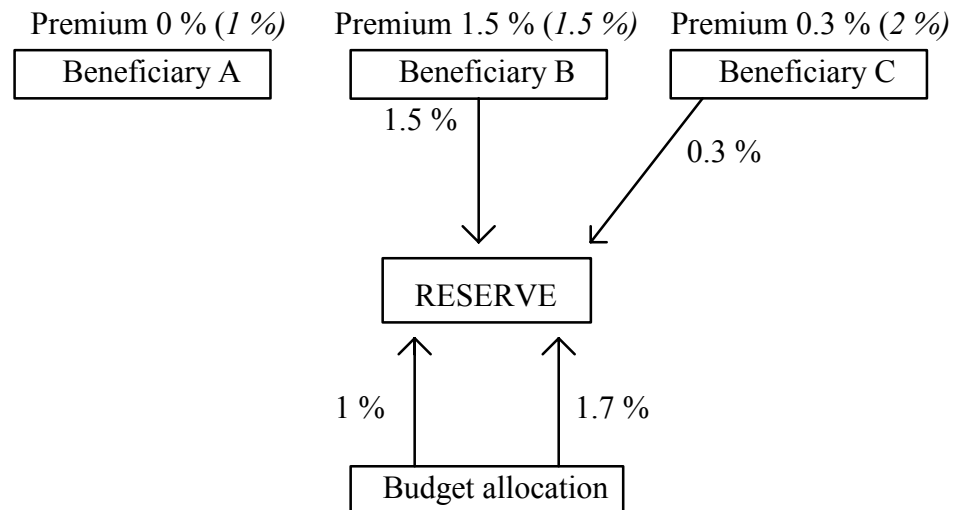 Premium 0 % (1 %) Premium 1.5 % (1.5 %) Premium 0.3 % (2 %)
Beneficiary A Beneficiary B Beneficiary C
1.5 %
0.3 %
RESERVE
1 % 1.7 %
Budget allocation